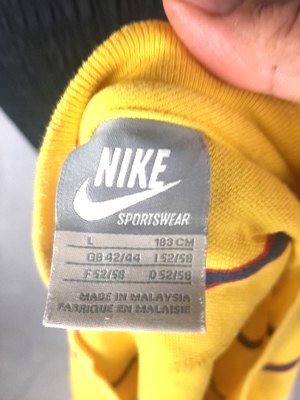 NIKE
SPORTSWEAR
L 183 CM
GB 42/44 I 52/58
F 52/58 D 52/58
MADE IN MALAYSIA
FABRIQUE EN MALAISIE